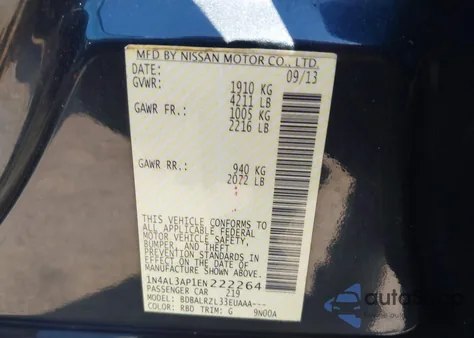 MFD BY NISSAN MOTOR CO., LTD.
DATE: 09/13
GVWR: 1910 KG
4211 LB
GAWR FR.: 1005 KG
2216 LB
GAWR RR.: 940 KG
2072 LB
THIS VEHICLE CONFORMS TO
ALL APPLICABLE FEDERAL
MOTOR VEHICLE SAFETY,
BUMPER, AND THEFT
PREVENTION STANDARDS IN
EFFECT ON THE DATE OF
MANUFACTURE SHOWN ABOVE.
1N4AL3AP1EN222264
PASSENGER CAR 219
MODEL: BDBALRZL33EUAAA---
COLOR: RBD TRIM: G 9N00A